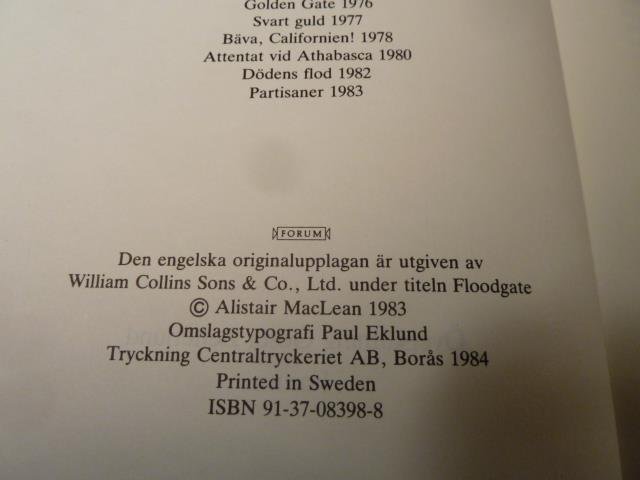 Golden Gate 1976
Svart guld 1977
Bäva, Californien! 1978
Attentat vid Athabasca 1980
Dödens flod 1982
Partisaner 1983
FORUM
Den engelska originalupplagan är utgiven av
William Collins Sons & Co., Ltd. under titeln Floodgate
© Alistair MacLean 1983
Omslagstypografi Paul Eklund
Tryckning Centraltryckeriet AB, Borås 1984
Printed in Sweden
ISBN 91-37-08398-8